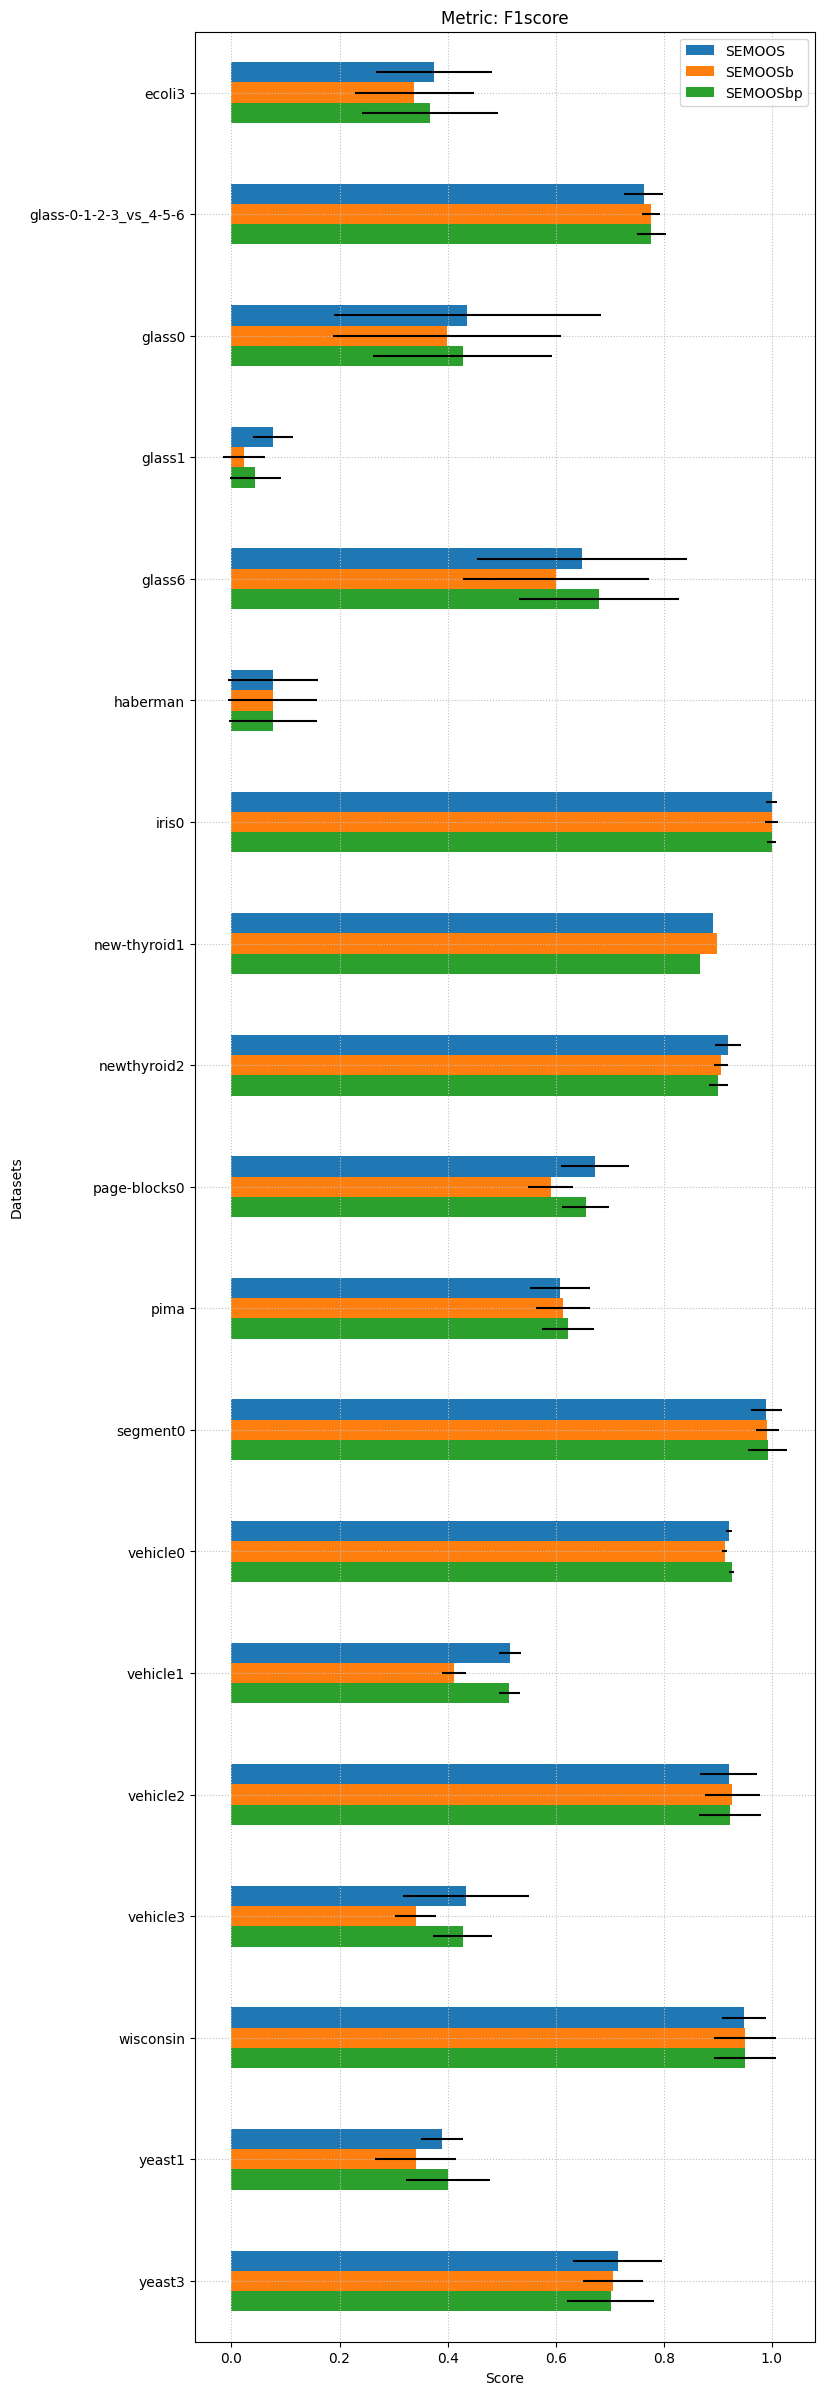 Metric: F1score
SEMOOS
SEMOOSb
SEMOOSbp
ecoli3
glass-0-1-2-3_vs_4-5-6
glass0
glass1
glass6
haberman
iris0
new-thyroid1
newthyroid2
page-blocks0
pima
segment0
vehicle0
vehicle1
vehicle2
vehicle3
wisconsin
yeast1
yeast3
Datasets
0.0 0.2 0.4 0.6 0.8 1.0
Score